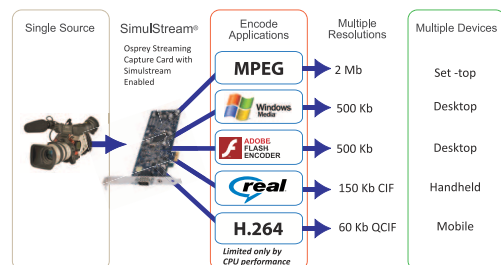 Single Source
SimulStream®
Osprey Streaming
Capture Card with
Simulstream
Enabled
Encode
Applications
Multiple
Resolutions
Multiple Devices
MPEG
2 Mb
Set -top
Windows
Media
500 Kb
Desktop
ADOBE
FLASH
ENCODER
500 Kb
Desktop
real
150 Kb CIF
Handheld
H.264
60 Kb QCIF
Mobile
Limited only by
CPU performance